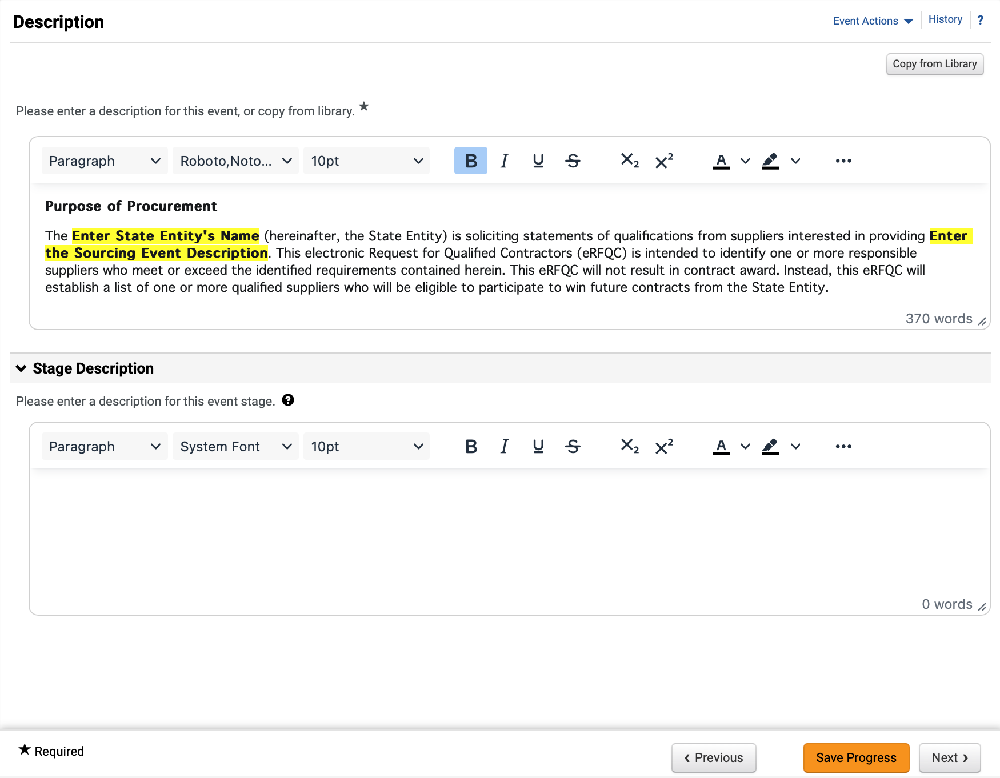 Description
Event Actions
History
?
Copy from Library
Please enter a description for this event, or copy from library. ★
Paragraph
Roboto,Noto...
10pt
B I U S X₂ X² A ...
Purpose of Procurement
The Enter State Entity's Name (hereinafter, the State Entity) is soliciting statements of qualifications from suppliers interested in providing Enter
the Sourcing Event Description. This electronic Request for Qualified Contractors (eRFQC) is intended to identify one or more responsible
suppliers who meet or exceed the identified requirements contained herein. This eRFQC will not result in contract award. Instead, this eRFQC will
establish a list of one or more qualified suppliers who will be eligible to participate to win future contracts from the State Entity.
370 words
Stage Description
Please enter a description for this event stage. ?
Paragraph
System Font
10pt
B I U S X₂ X² A ...
0 words
★ Required
‹ Previous
Save Progress
Next ›